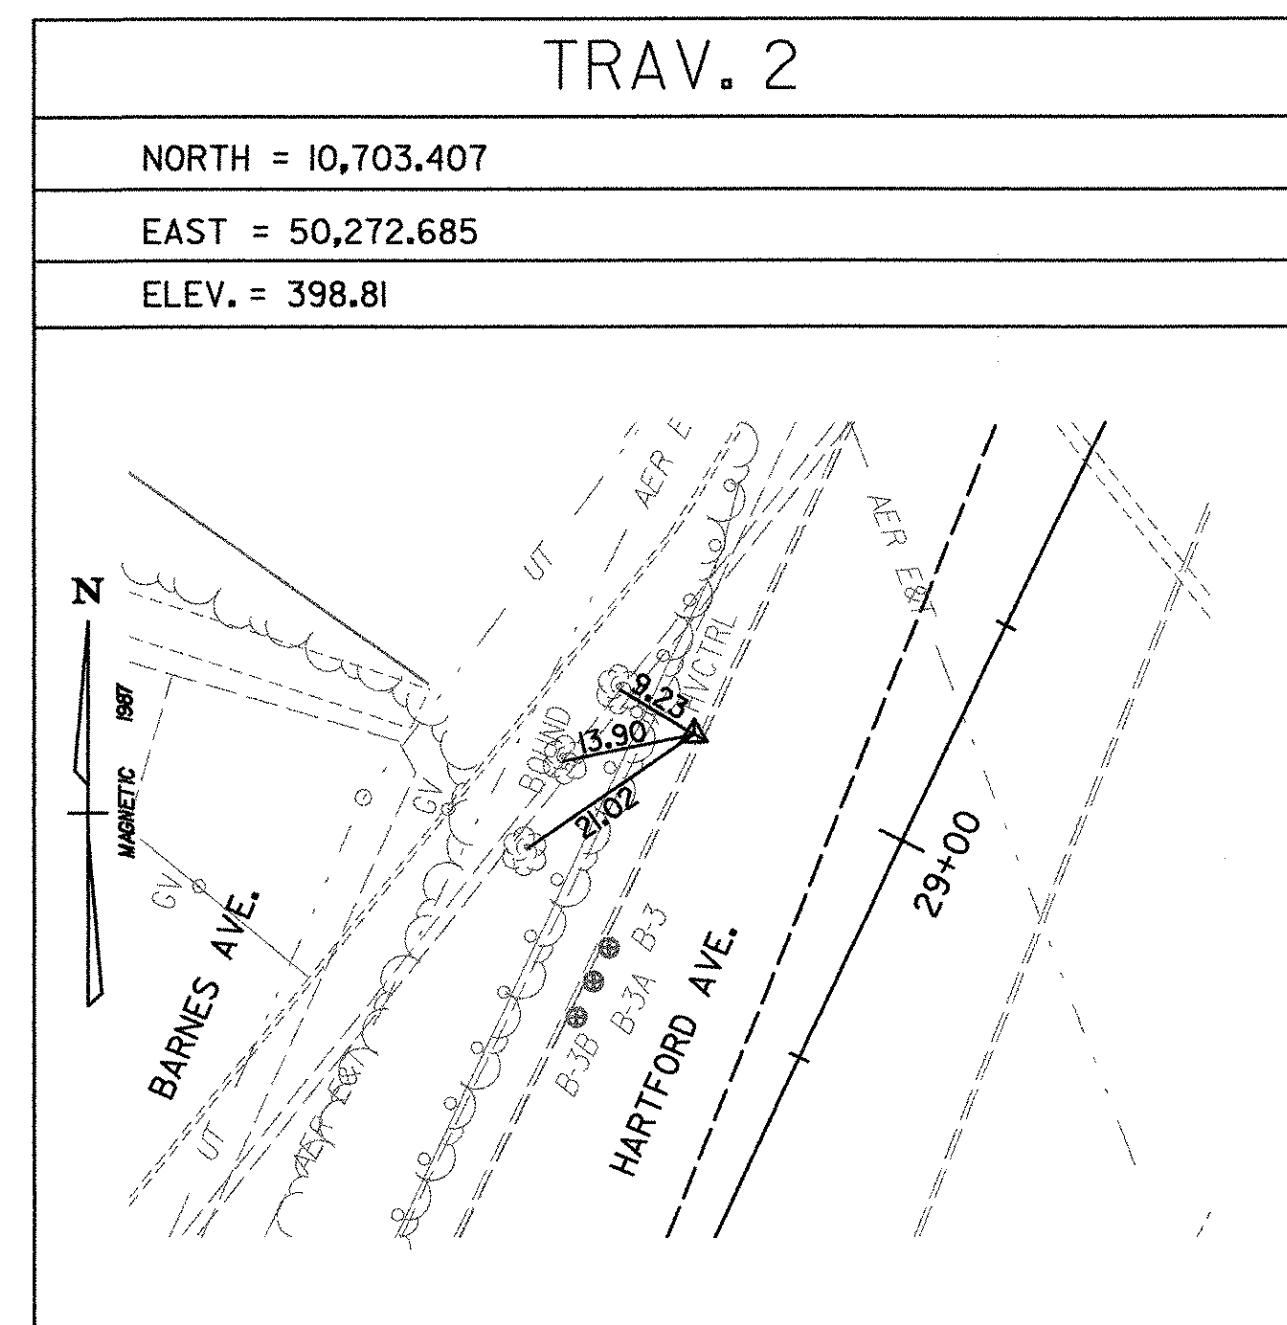 TRAV. 2
NORTH = 10,703.407
EAST = 50,272.685
ELEV. = 398.81
AER E
UT
AER E&T
N
MAGNETIC 1987
VCTRL
9.23
13.90
BOUND
21.02
GV
GV
29+00
BARNES AVE.
B-3
B-3A
B-3B
HARTFORD AVE.
UT
AER E&T